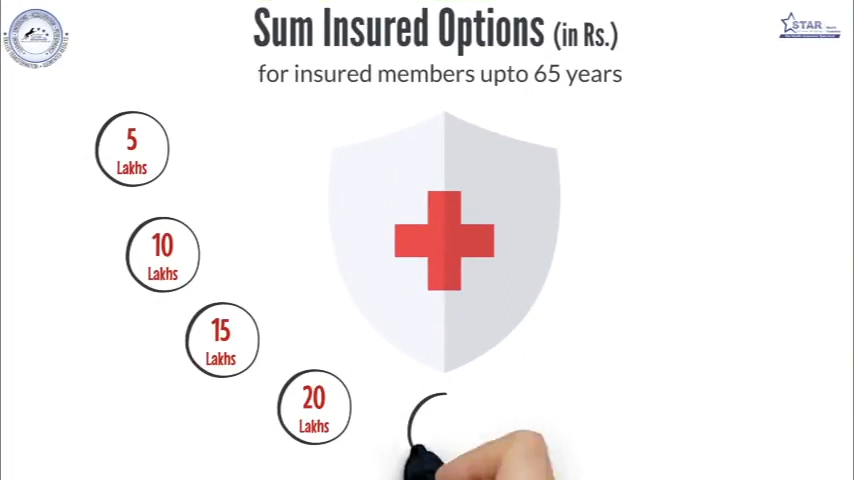 Sum Insured Options (in Rs.)
for insured members upto 65 years
STAR
5
Lakhs
10
Lakhs
15
Lakhs
20
Lakhs